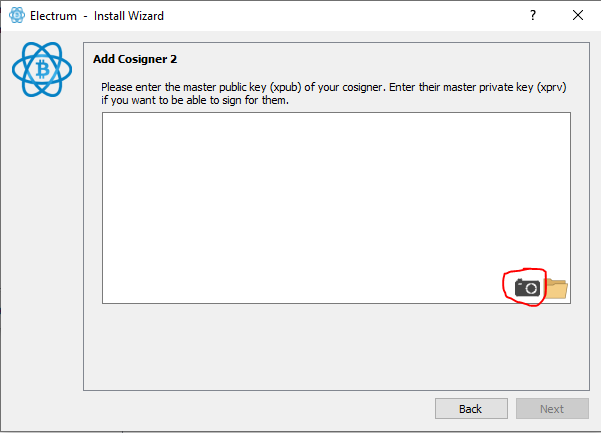 Electrum - Install Wizard
?
Add Cosigner 2
Please enter the master public key (xpub) of your cosigner. Enter their master private key (xprv)
if you want to be able to sign for them.
Back Next